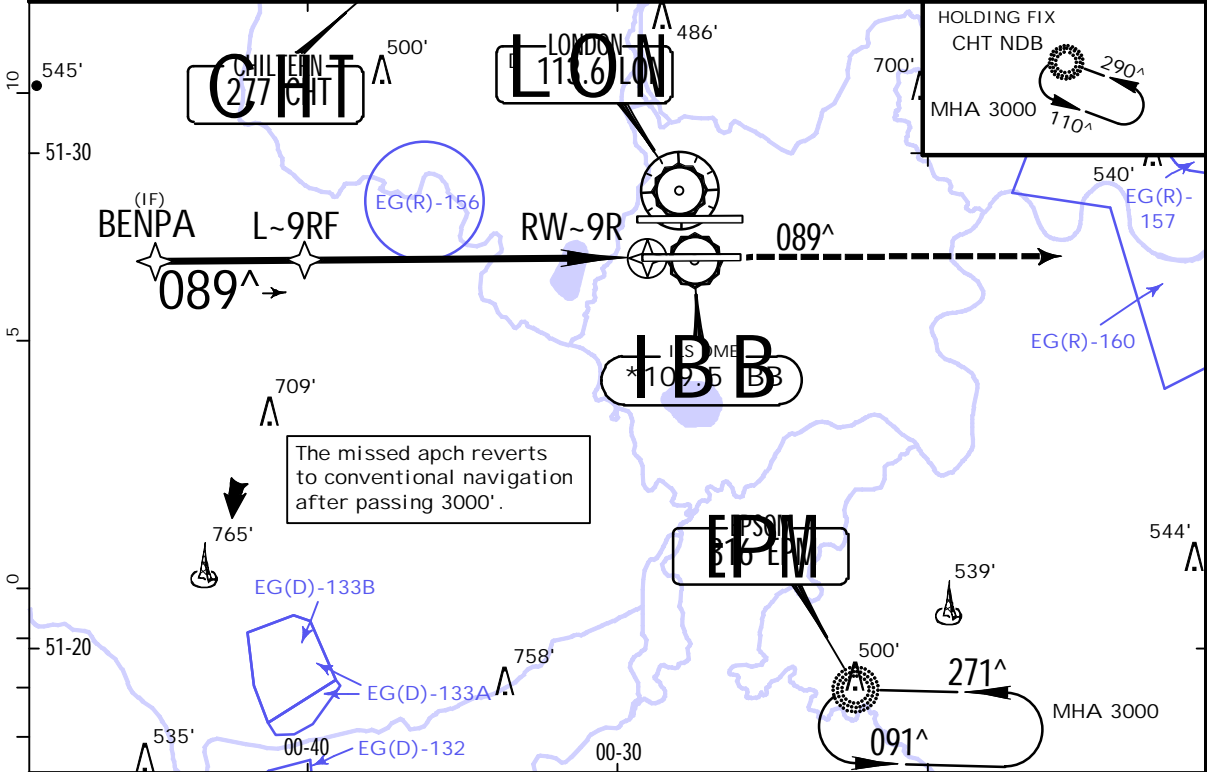 HOLDING FIX
CHT NDB
290^
MHA 3000
110^
500'
CHILTERN
277 CHT
CHT
LONDON
D 113.6 LON
LON
486'
700'
10
545'
51-30
540'
EG(R)-
157
EG(R)-156
(IF)
BENPA
L~9RF
RW~9R
089^
089^
5
EG(R)-160
ILS DME
*109.5 IBB
IBB
709'
The missed apch reverts
to conventional navigation
after passing 3000'.
765'
EPSOM
316 EPM
EPM
544'
0
EG(D)-133B
539'
51-20
758'
500'
271^
EG(D)-133A
MHA 3000
535'
00-40
EG(D)-132
00-30
091^